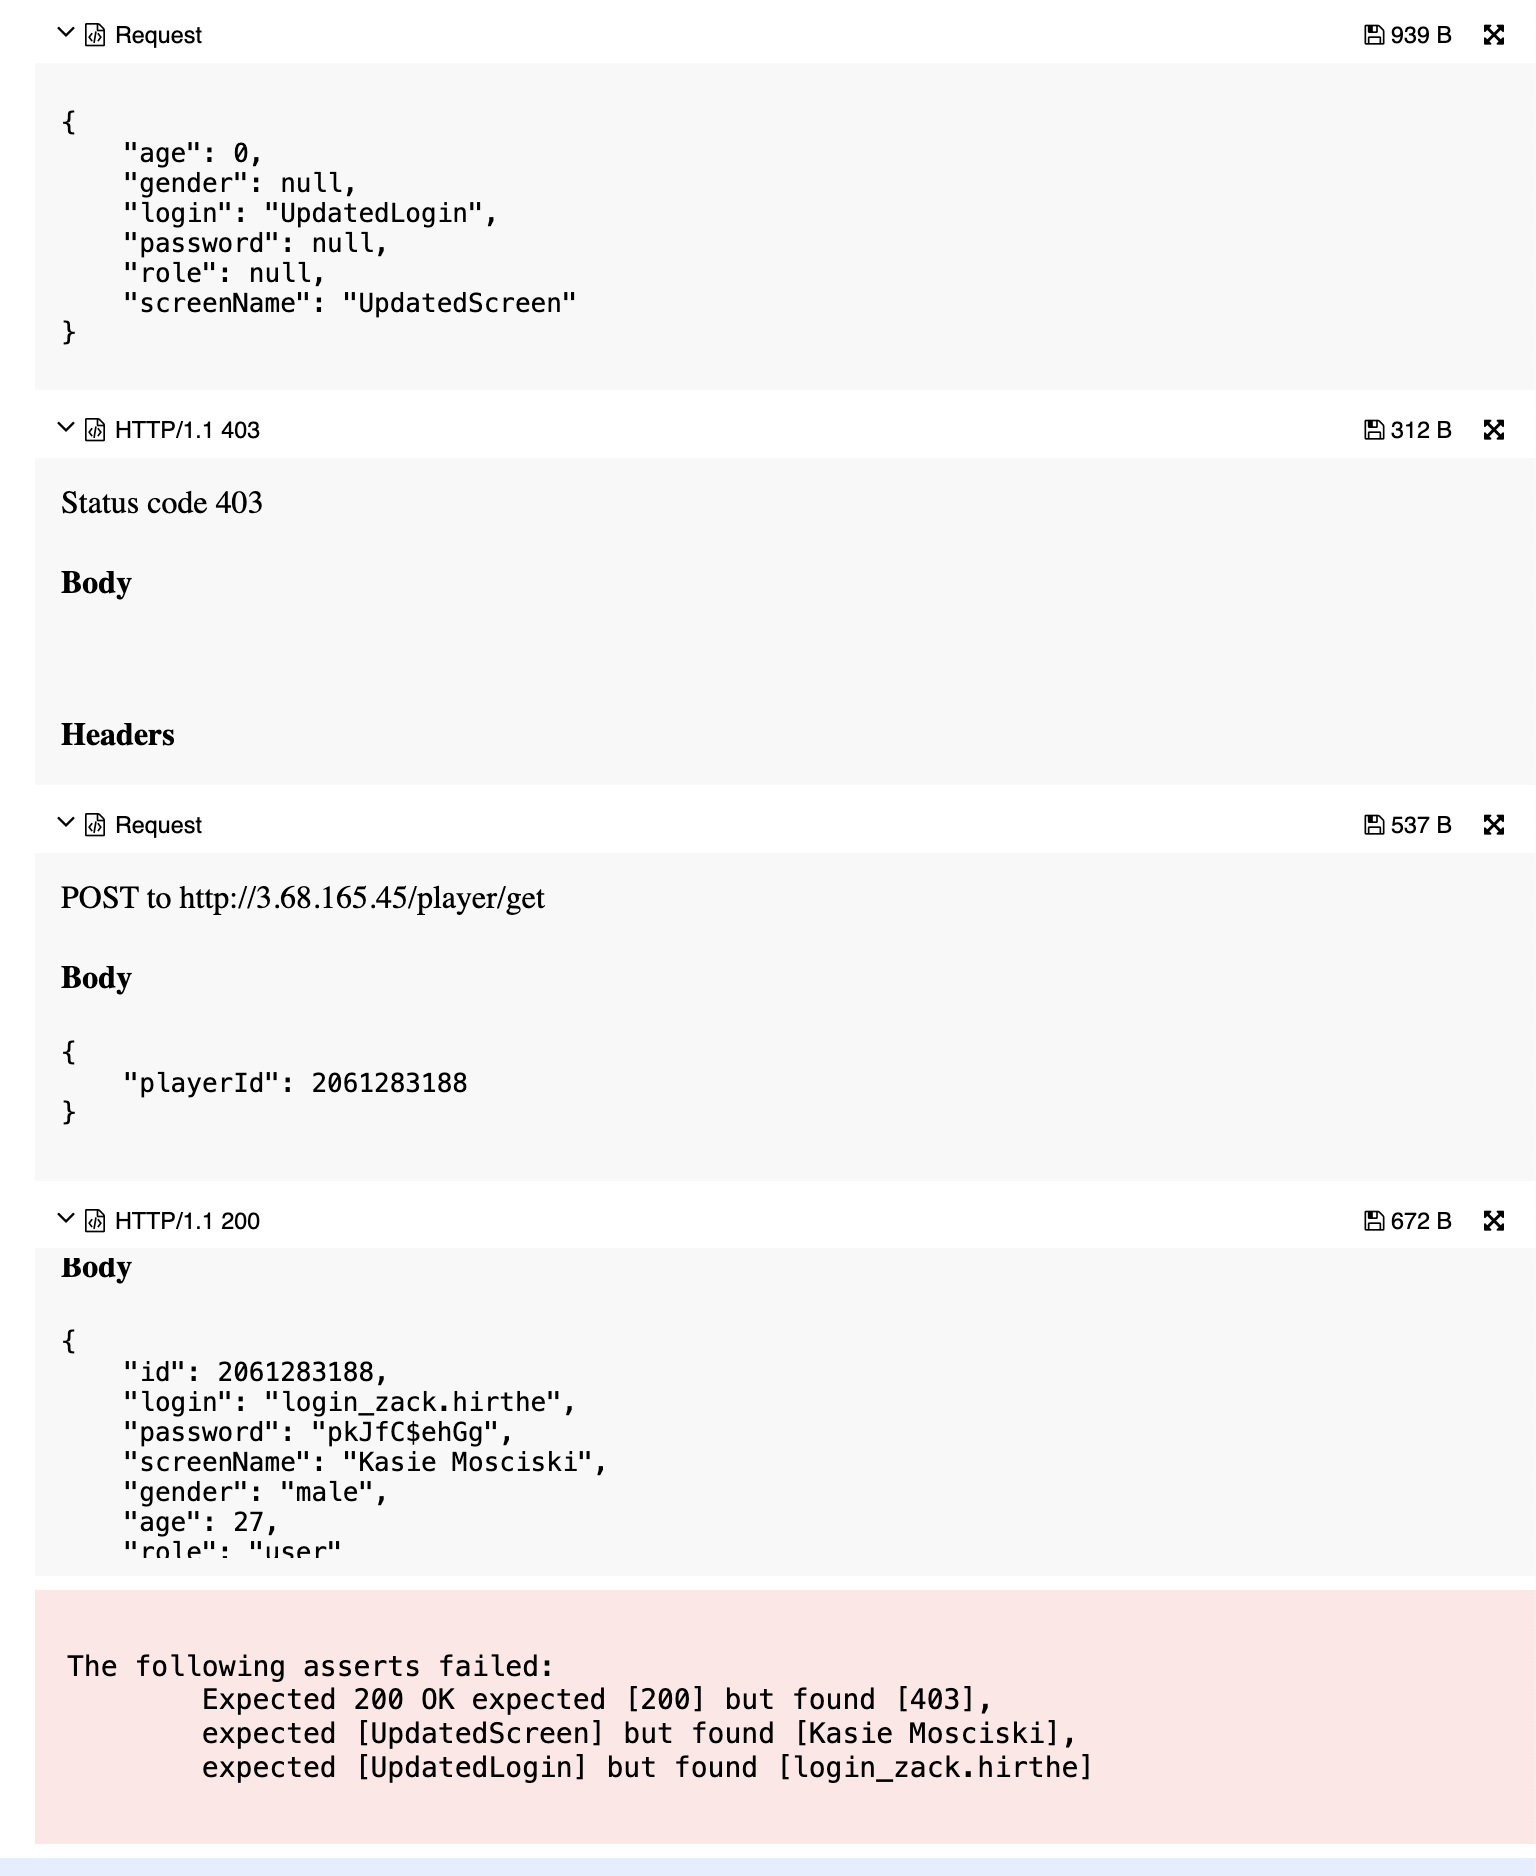 Request 939 B
{
    "age": 0,
    "gender": null,
    "login": "UpdatedLogin",
    "password": null,
    "role": null,
    "screenName": "UpdatedScreen"
}
HTTP/1.1 403 312 B
Status code 403
Body
Headers
Request 537 B
POST to http://3.68.165.45/player/get
Body
{
    "playerId": 2061283188
}
HTTP/1.1 200 672 B
Body
{
    "id": 2061283188,
    "login": "login_zack.hirthe",
    "password": "pkJfC$ehGg",
    "screenName": "Kasie Mosciski",
    "gender": "male",
    "age": 27,
    "role": "user"
The following asserts failed:
        Expected 200 OK expected [200] but found [403],
        expected [UpdatedScreen] but found [Kasie Mosciski],
        expected [UpdatedLogin] but found [login_zack.hirthe]